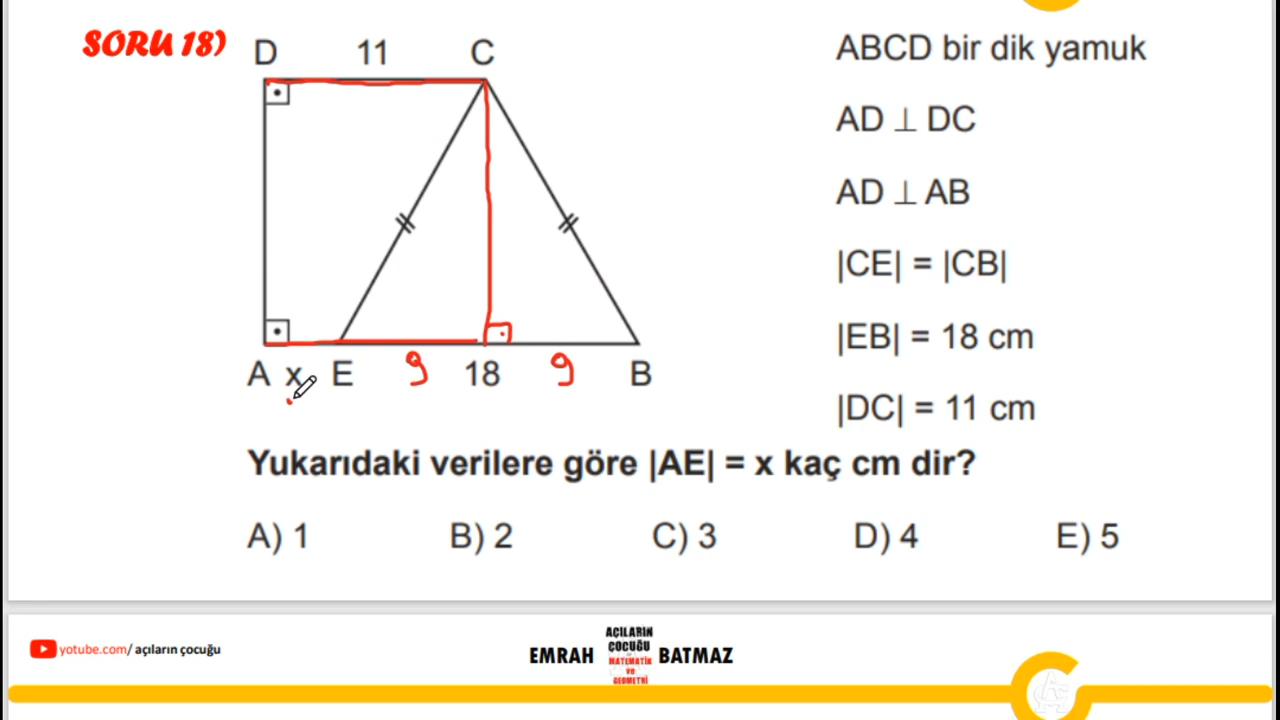 SORU 18)
D 11 C
A x E 9 18 9 B
ABCD bir dik yamuk
AD ⊥ DC
AD ⊥ AB
|CE| = |CB|
|EB| = 18 cm
|DC| = 11 cm
Yukarıdaki verilere göre |AE| = x kaç cm dir?
A) 1 B) 2 C) 3 D) 4 E) 5
yotube.com/ açıların çocuğu
EMRAH
AÇILARIN
ÇOCUĞU
MATEMATİK
VE
GEOMETRİ
BATMAZ